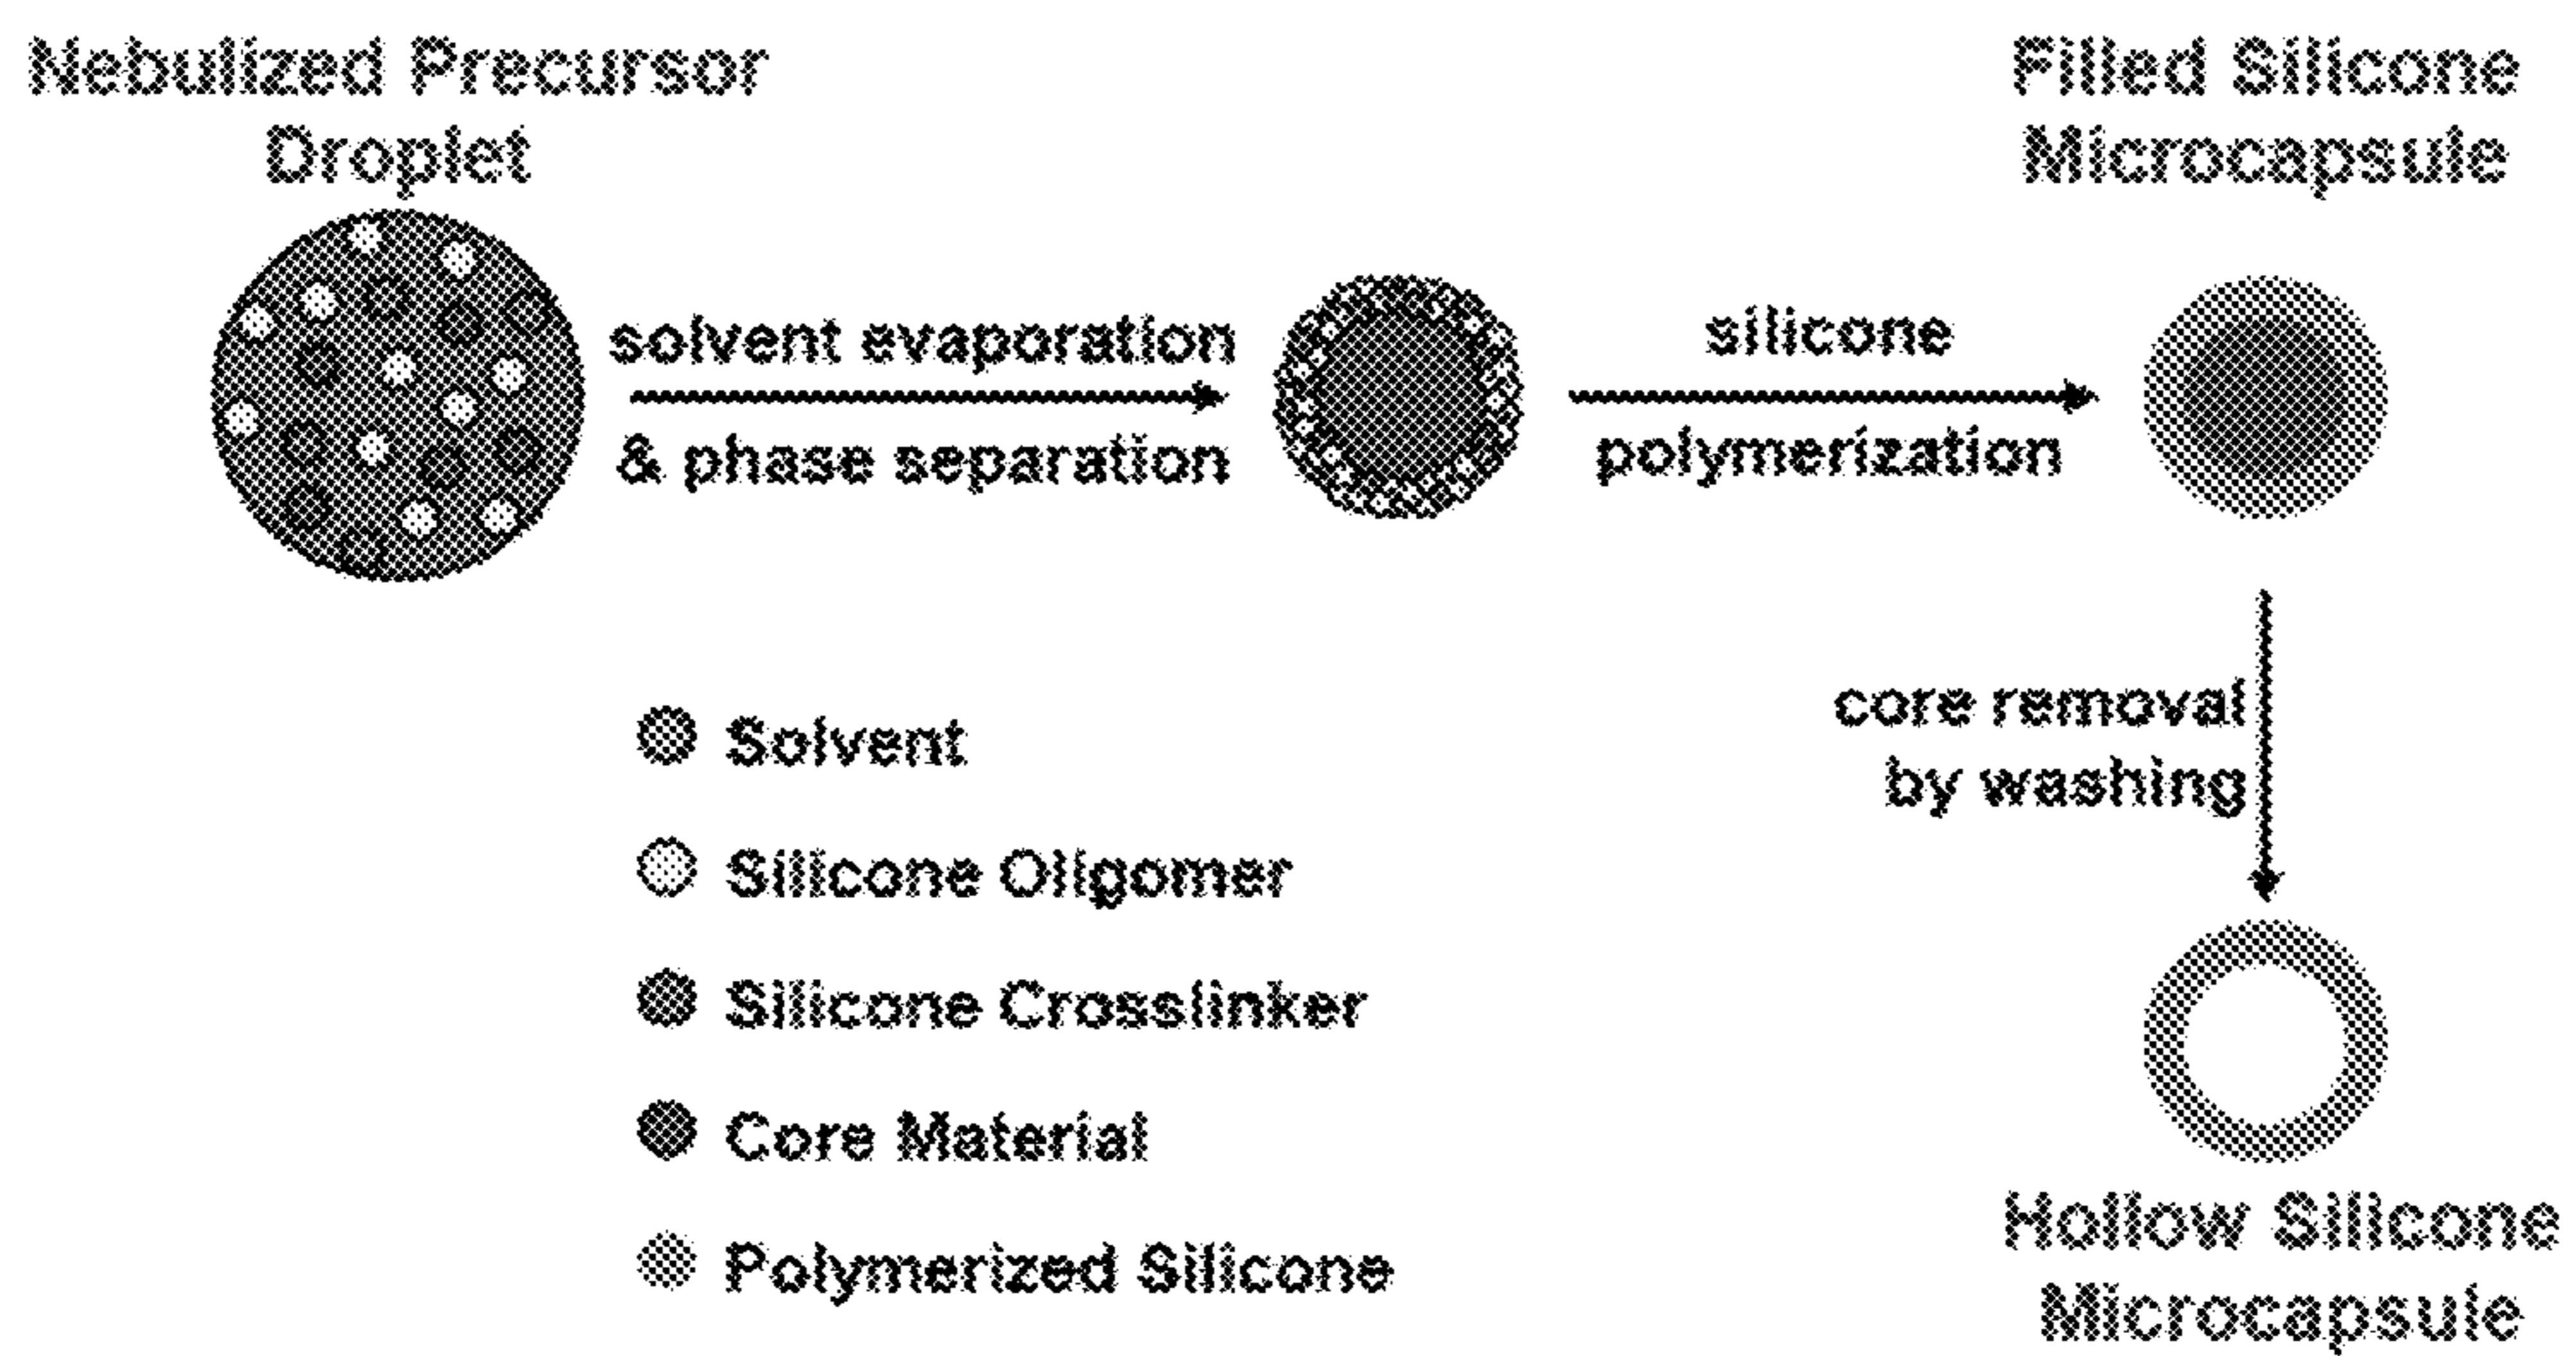 Nebulized Precursor
Droplet
Filled Silicone
Microcapsule
solvent evaporation
& phase separation
silicone
polymerization
core removal
by washing
Solvent
Silicone Oligomer
Silicone Crosslinker
Core Material
Polymerized Silicone
Hollow Silicone
Microcapsule